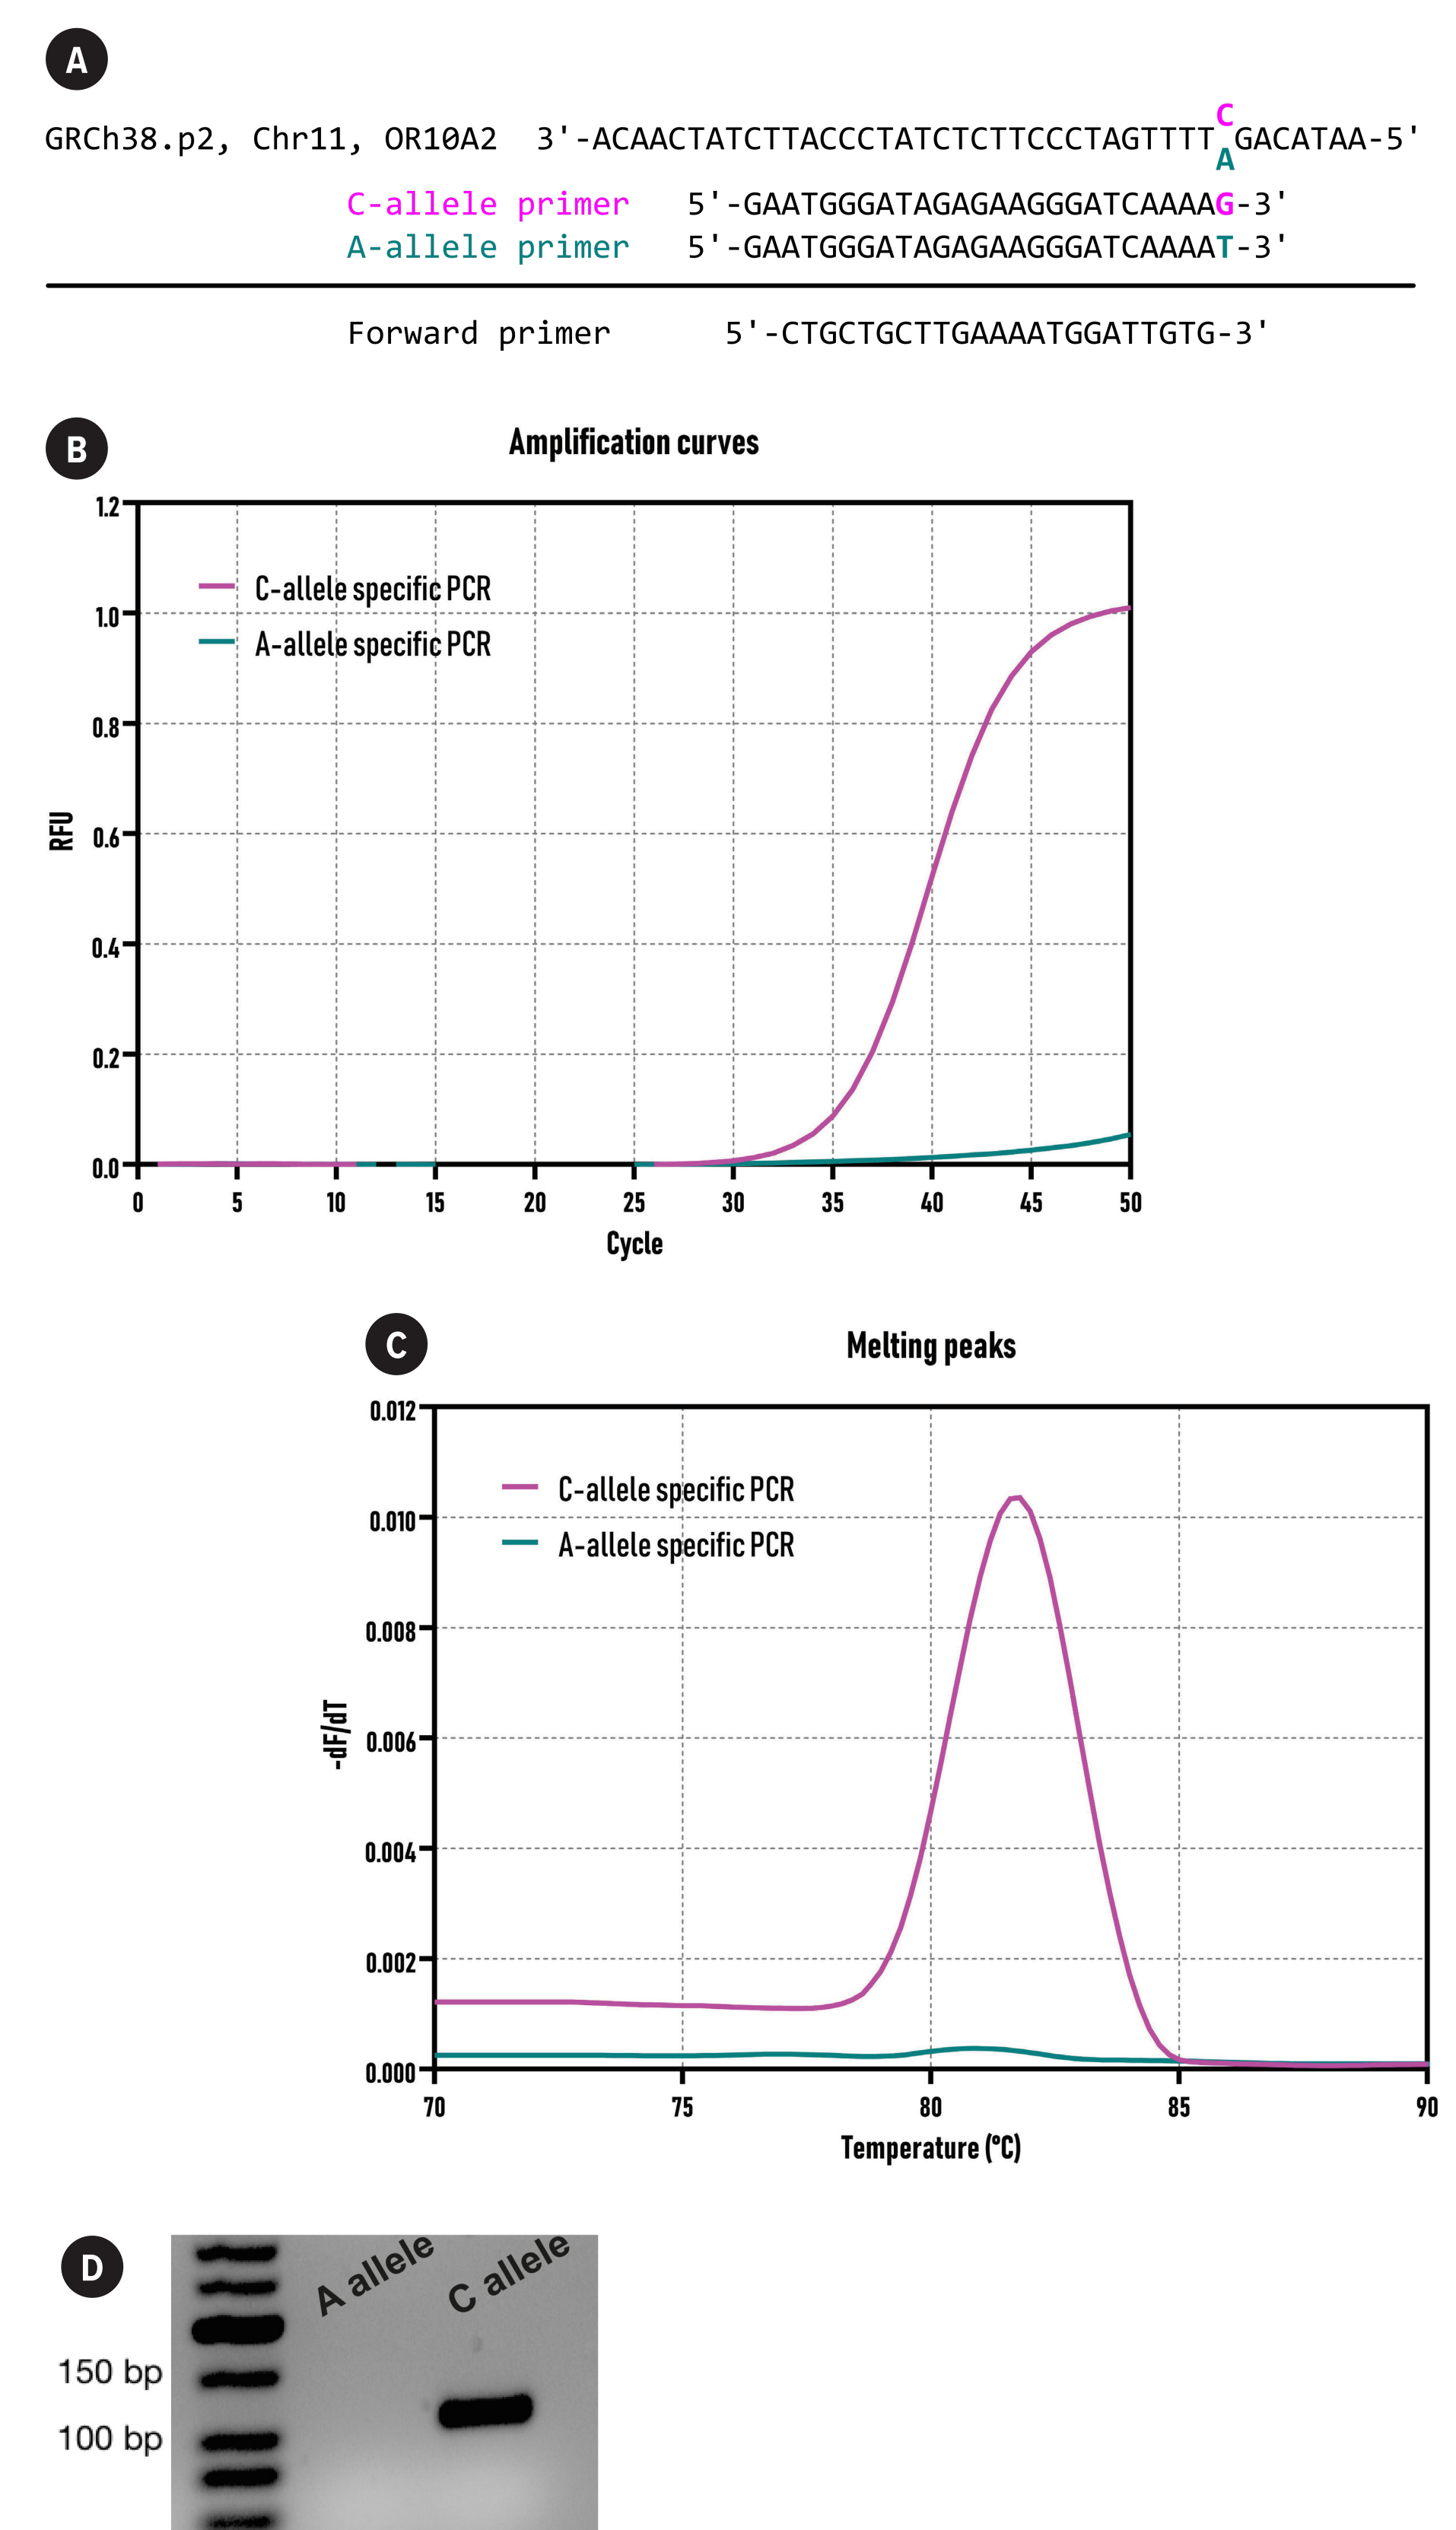 A
C
GRCh38.p2, Chr11, OR10A2 3'-ACAACTATCTTACCCTATCTCTTCCCTAGTTTT GACATAA-5'
A
C-allele primer 5'-GAATGGGATAGAGAAGGGATCAAAAG-3'
A-allele primer 5'-GAATGGGATAGAGAAGGGATCAAAAT-3'
Forward primer 5'-CTGCTGCTTGAAAATGGATTGTG-3'
B
Amplification curves
1.2
1.0
0.8
0.6
0.4
0.2
0.0
RFU
C-allele specific PCR
A-allele specific PCR
0 5 10 15 20 25 30 35 40 45 50
Cycle
C
Melting peaks
0.012
0.010
0.008
0.006
0.004
0.002
0.000
-dF/dT
C-allele specific PCR
A-allele specific PCR
70 75 80 85 90
Temperature (°C)
D
A allele
C allele
150 bp
100 bp